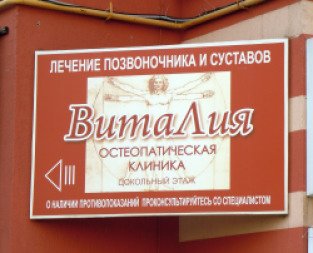 ЛЕЧЕНИЕ ПОЗВОНОЧНИКА И СУСТАВОВ
ВитаЛия
ОСТЕОПАТИЧЕСКАЯ
КЛИНИКА
ЦОКОЛЬНЫЙ ЭТАЖ
О НАЛИЧИИ ПРОТИВОПОКАЗАНИЙ ПРОКОНСУЛЬТИРУЙТЕСЬ СО СПЕЦИАЛИСТОМ